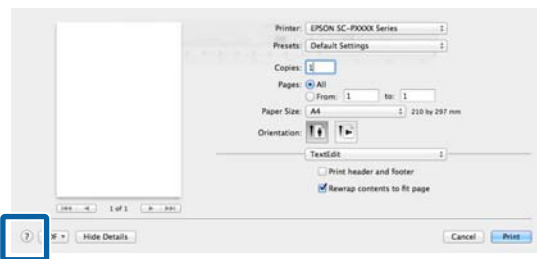 Printer: EPSON SC-PXXXX Series
Presets: Default Settings
Copies: 1
Pages: All
From: 1 to: 1
Paper Size: A4 210 by 297 mm
Orientation:
TextEdit
Print header and footer
Rewrap contents to fit page
1 of 1
? DF Hide Details Cancel Print